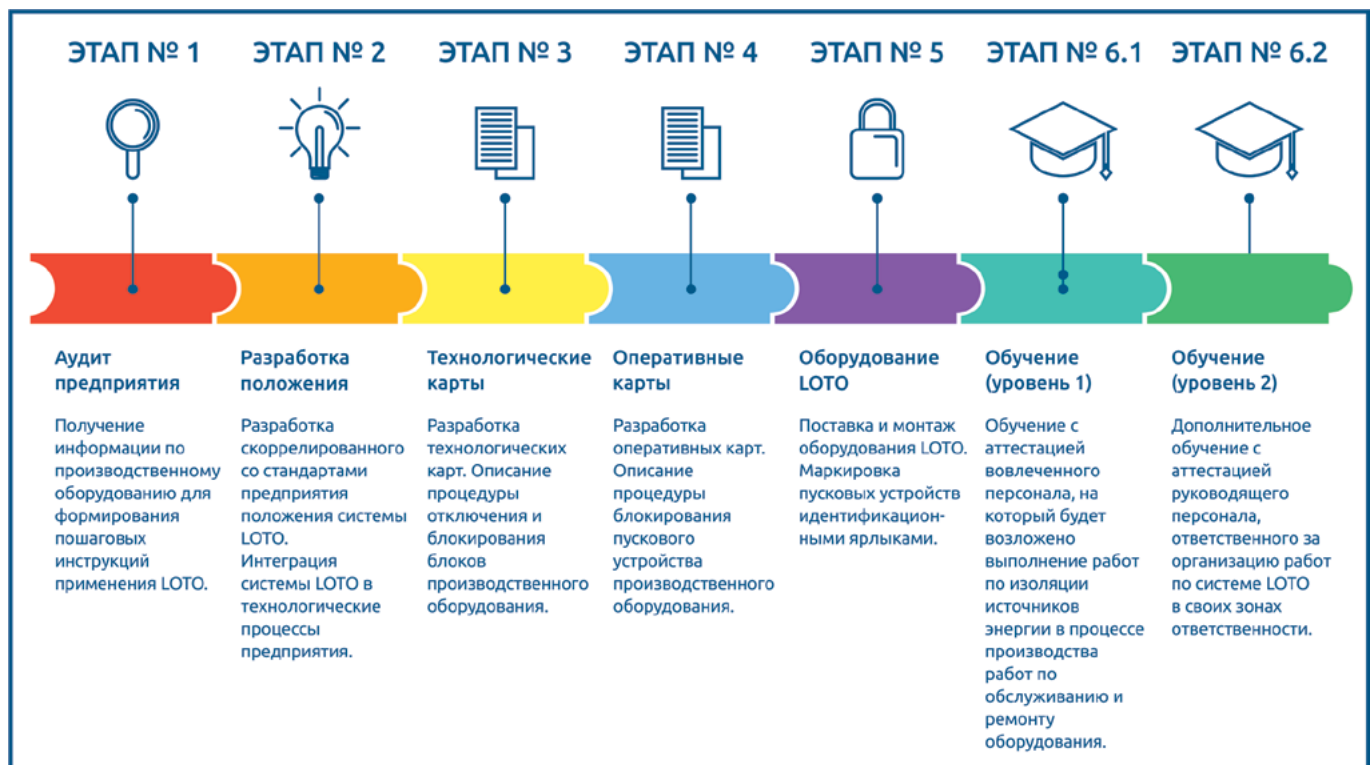 ЭТАП № 1
ЭТАП № 2
ЭТАП № 3
ЭТАП № 4
ЭТАП № 5
ЭТАП № 6.1
ЭТАП № 6.2
Аудит
предприятия
Получение
информации по
производственному
оборудованию для
формирования
пошаговых
инструкций
применения LOTO.
Разработка
положения
Разработка
скоррелированного
со стандартами
предприятия
положения системы
LOTO.
Интеграция
системы LOTO в
технологические
процессы
предприятия.
Технологические
карты
Разработка
технологических
карт. Описание
процедуры
отключения и
блокирования
блоков
производственного
оборудования.
Оперативные
карты
Разработка
оперативных карт.
Описание
процедуры
блокирования
пускового
устройства
производственного
оборудования.
Оборудование
LOTO
Поставка и монтаж
оборудования LOTO.
Маркировка
пусковых устройств
идентификацион-
ными ярлыками.
Обучение
(уровень 1)
Обучение с
аттестацией
вовлеченного
персонала, на
который будет
возложено
выполнение работ
по изоляции
источников
энергии в процессе
производства
работ по
обслуживанию и
ремонту
оборудования.
Обучение
(уровень 2)
Дополнительное
обучение с
аттестацией
руководящего
персонала,
ответственного за
организацию работ
по системе LOTO
в своих зонах
ответственности.